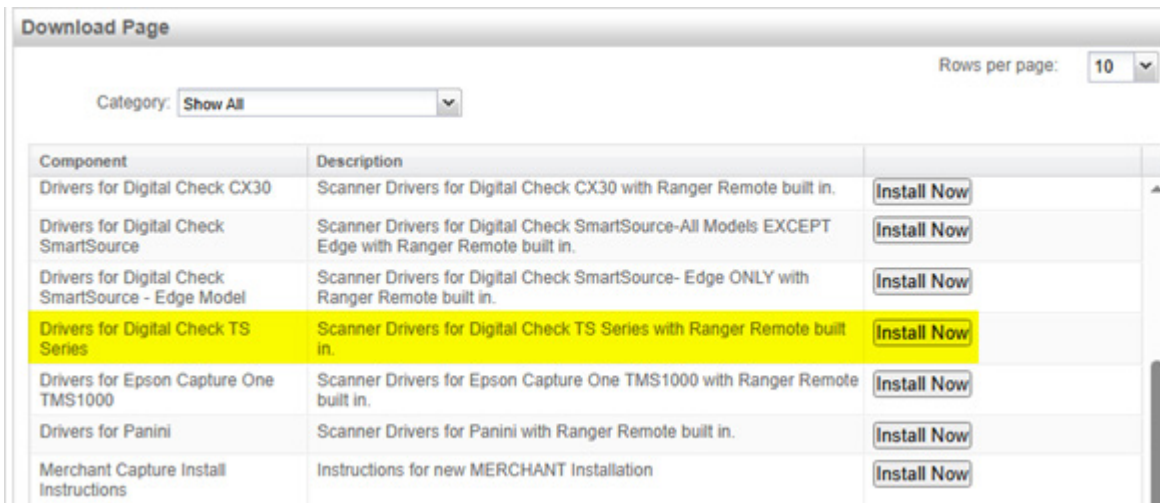 Download Page
Rows per page: 10
Category: Show All
Component Description
Drivers for Digital Check CX30 Scanner Drivers for Digital Check CX30 with Ranger Remote built in. Install Now
Drivers for Digital Check Scanner Drivers for Digital Check SmartSource-All Models EXCEPT Install Now
SmartSource Edge with Ranger Remote built in.
Drivers for Digital Check Scanner Drivers for Digital Check SmartSource- Edge ONLY with Install Now
SmartSource - Edge Model Ranger Remote built in.
Drivers for Digital Check TS Scanner Drivers for Digital Check TS Series with Ranger Remote built Install Now
Series in.
Drivers for Epson Capture One Scanner Drivers for Epson Capture One TMS1000 with Ranger Remote Install Now
TMS1000 built in.
Drivers for Panini Scanner Drivers for Panini with Ranger Remote built in. Install Now
Merchant Capture Install Instructions for new MERCHANT Installation Install Now
Instructions